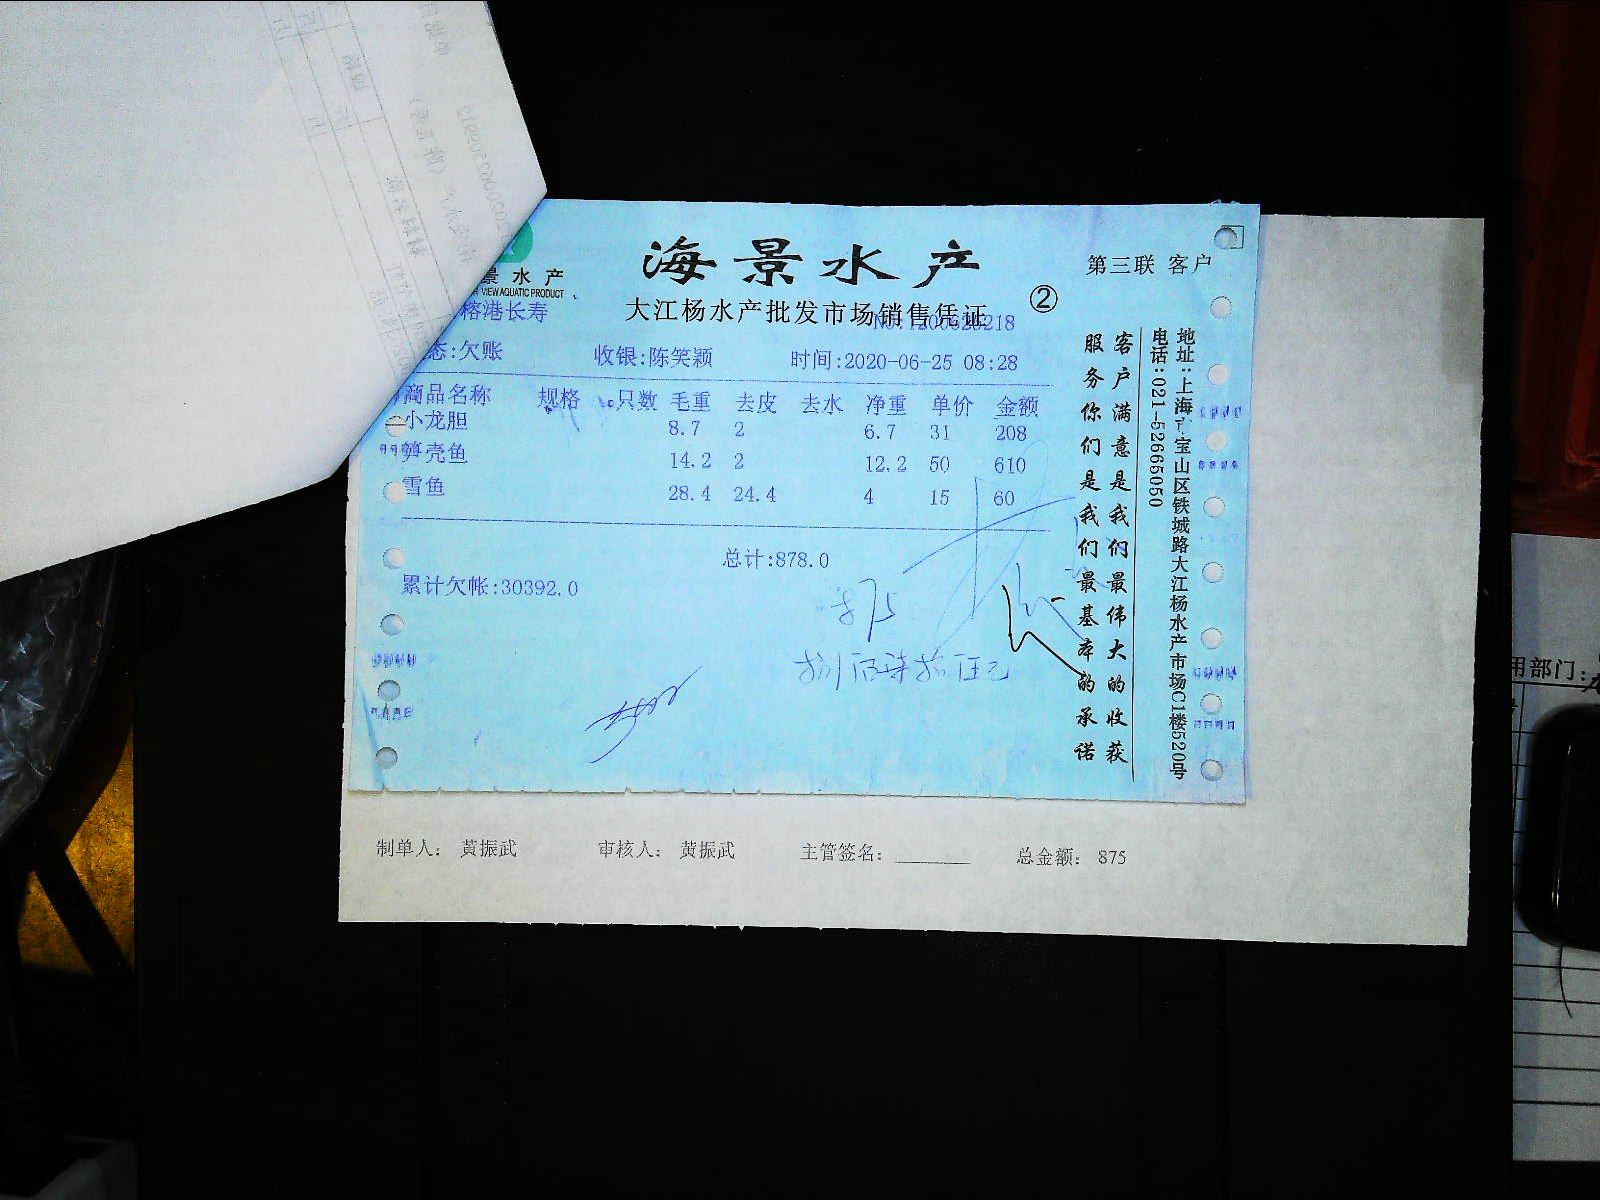 海景水产
第三联 客户
景水产
VIEW AQUATIC PRODUCT
大江杨水产批发市场销售凭证 ②
榕港长寿
态:欠账 收银:陈笑颖 时间:2020-06-25 08:28
商品名称 规格 只数 毛重 去皮 去水 净重 单价 金额
小龙胆 8.7 2 6.7 31 208
笋壳鱼 14.2 2 12.2 50 610
雪鱼 28.4 24.4 4 15 60
总计:878.0
累计欠帐:30392.0
客户满意是我们最伟大的收获
服务你们是我们最基本的承诺
地址:上海市宝山区铁城路大江杨水产市场C1楼520号
电话:021-52665050
制单人: 黄振武 审核人: 黄振武 主管签名: 总金额: 875
用部门: